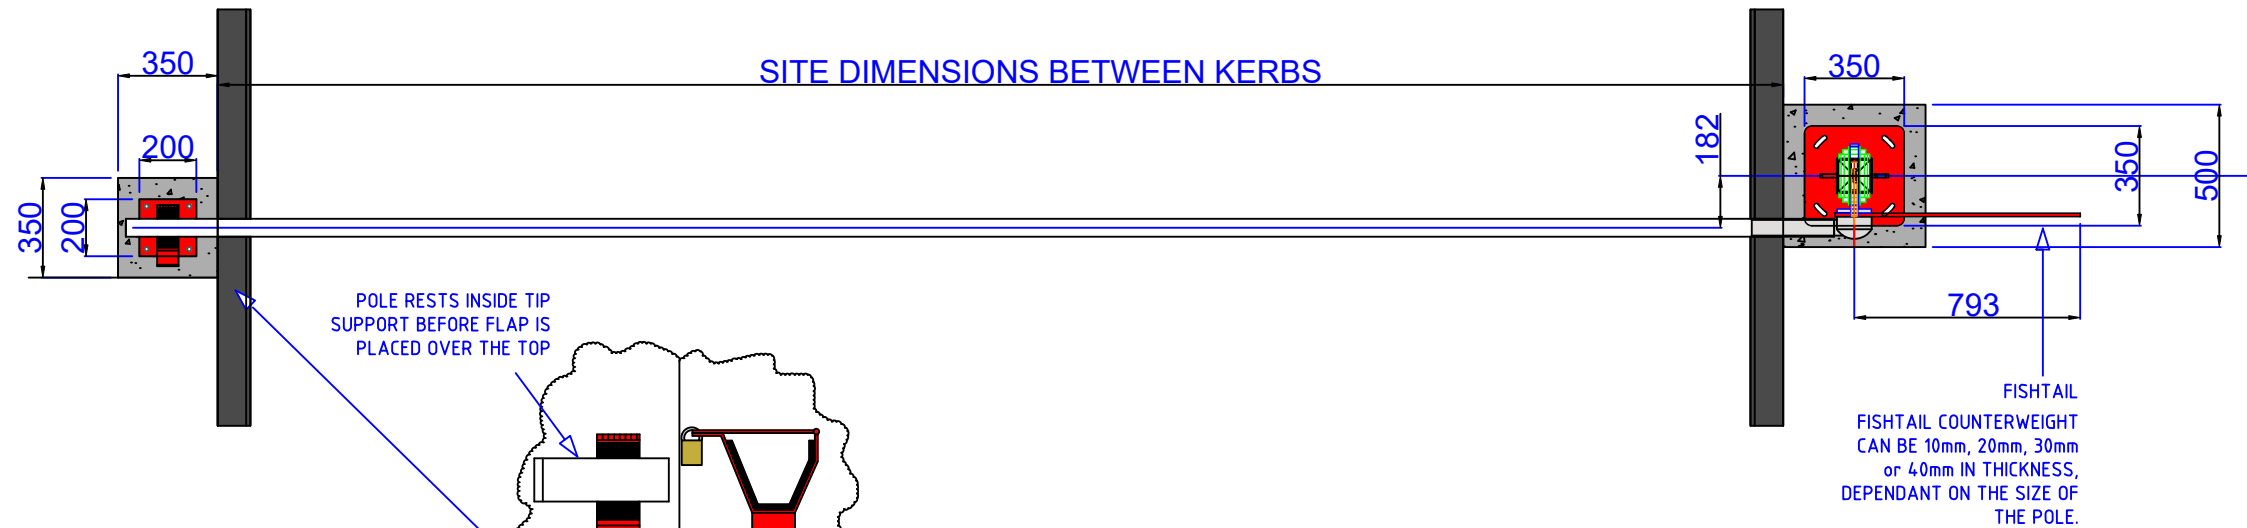 350
SITE DIMENSIONS BETWEEN KERBS
350
200
182
350
500
350
200
793
POLE RESTS INSIDE TIP
SUPPORT BEFORE FLAP IS
PLACED OVER THE TOP
FISHTAIL
FISHTAIL COUNTERWEIGHT
CAN BE 10mm, 20mm, 30mm
or 40mm IN THICKNESS,
DEPENDANT ON THE SIZE OF
THE POLE.